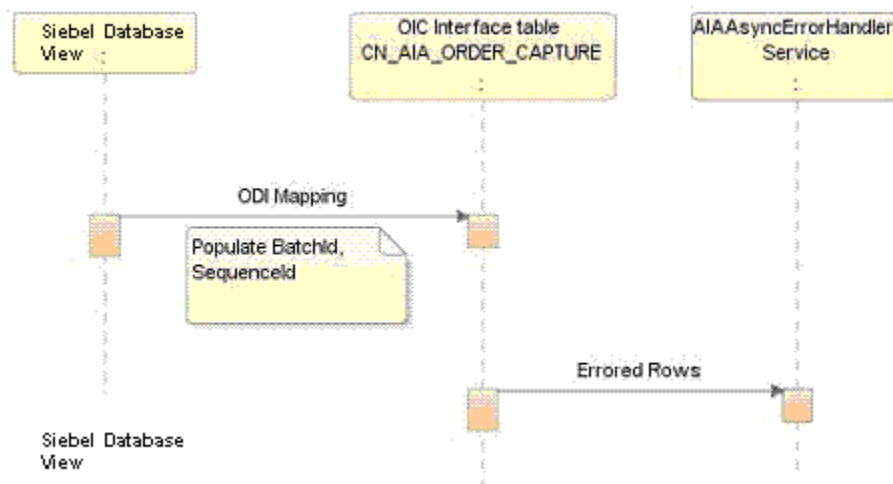 Siebel Database
View
OIC Interface table
CN_AIA_ORDER_CAPTURE
AIAAsyncErrorHandler
Service
ODI Mapping
Populate BatchId,
SequenceId
Errored Rows
Siebel Database
View